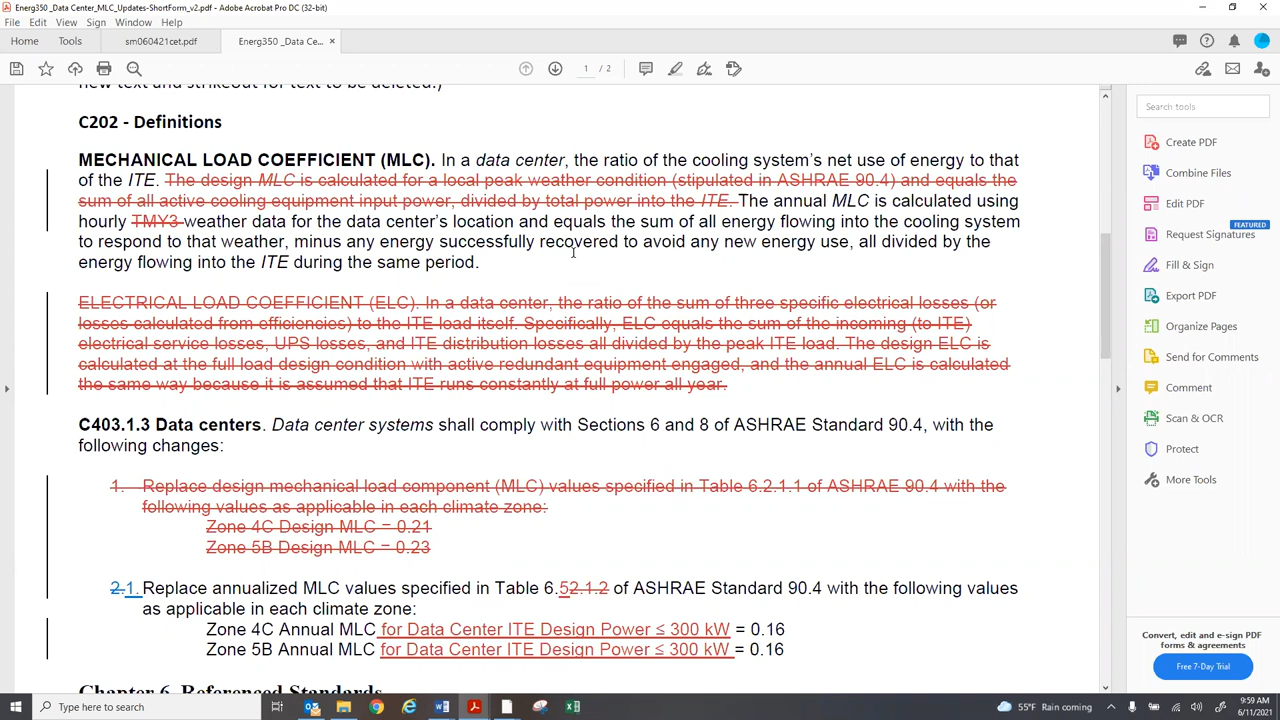 Energ350 _Data Center_MLC_Updates-ShortForm_v2.pdf - Adobe Acrobat Pro DC (32-bit)
File Edit View Sign Window Help
Home Tools sm060421cet.pdf Energ350 _Data Ce... ×
1 / 2
new text and strikeout for text to be deleted.)
C202 - Definitions
MECHANICAL LOAD COEFFICIENT (MLC). In a data center, the ratio of the cooling system's net use of energy to that
of the ITE. The design MLC is calculated for a local peak weather condition (stipulated in ASHRAE 90.4) and equals the
sum of all active cooling equipment input power, divided by total power into the ITE. The annual MLC is calculated using
hourly TMY3 weather data for the data center's location and equals the sum of all energy flowing into the cooling system
to respond to that weather, minus any energy successfully recovered to avoid any new energy use, all divided by the
energy flowing into the ITE during the same period.
ELECTRICAL LOAD COEFFICIENT (ELC). In a data center, the ratio of the sum of three specific electrical losses (or
losses calculated from efficiencies) to the ITE load itself. Specifically, ELC equals the sum of the incoming (to ITE)
electrical service losses, UPS losses, and ITE distribution losses all divided by the peak ITE load. The design ELC is
calculated at the full load design condition with active redundant equipment engaged, and the annual ELC is calculated
the same way because it is assumed that ITE runs constantly at full power all year.
C403.1.3 Data centers. Data center systems shall comply with Sections 6 and 8 of ASHRAE Standard 90.4, with the
following changes:
1. Replace design mechanical load component (MLC) values specified in Table 6.2.1.1 of ASHRAE 90.4 with the
following values as applicable in each climate zone:
Zone 4C Design MLC = 0.21
Zone 5B Design MLC = 0.23
2.1. Replace annualized MLC values specified in Table 6.52.1.2 of ASHRAE Standard 90.4 with the following values
as applicable in each climate zone:
Zone 4C Annual MLC for Data Center ITE Design Power ≤ 300 kW = 0.16
Zone 5B Annual MLC for Data Center ITE Design Power ≤ 300 kW = 0.16
Chapter 6 Referenced Standards
Search tools
Create PDF
Combine Files
Edit PDF
FEATURED
Request Signatures
Fill & Sign
Export PDF
Organize Pages
Send for Comments
Comment
Scan & OCR
Protect
More Tools
Convert, edit and e-sign PDF
forms & agreements
Free 7-Day Trial
Type here to search
55°F Rain coming
9:59 AM
6/11/2021